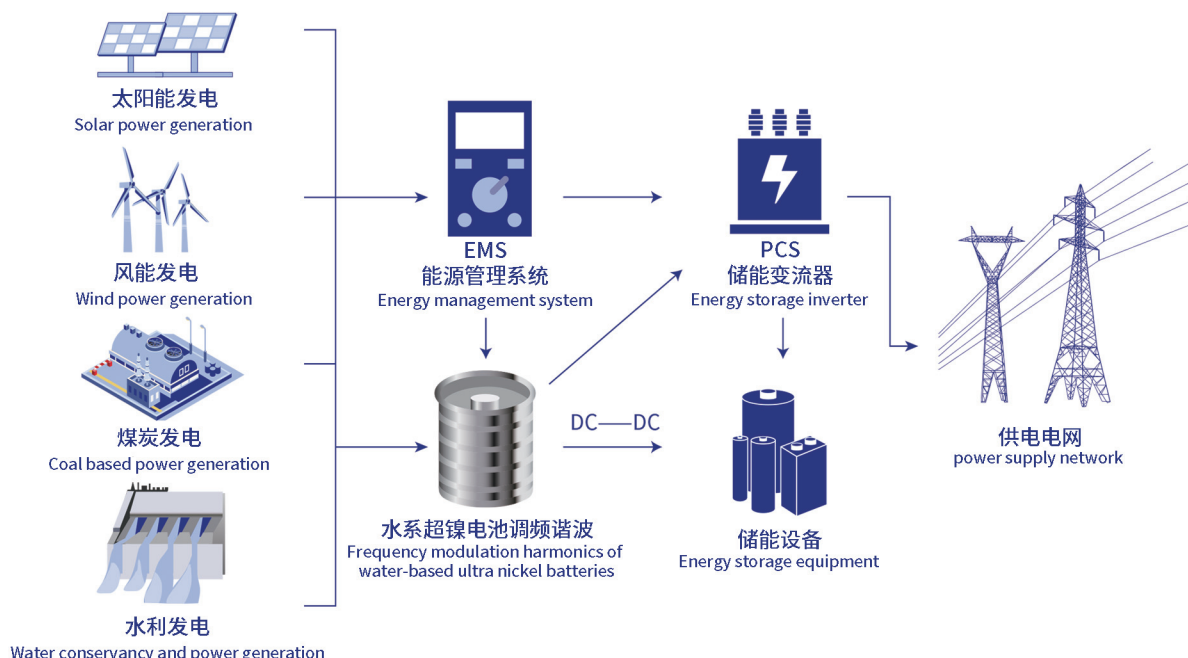 太阳能发电
Solar power generation
风能发电
Wind power generation
煤炭发电
Coal based power generation
水利发电
Water conservancy and power generation
EMS
能源管理系统
Energy management system
水系超镍电池调频谐波
Frequency modulation harmonics of
water-based ultra nickel batteries
DC——DC
PCS
储能变流器
Energy storage inverter
储能设备
Energy storage equipment
供电电网
power supply network